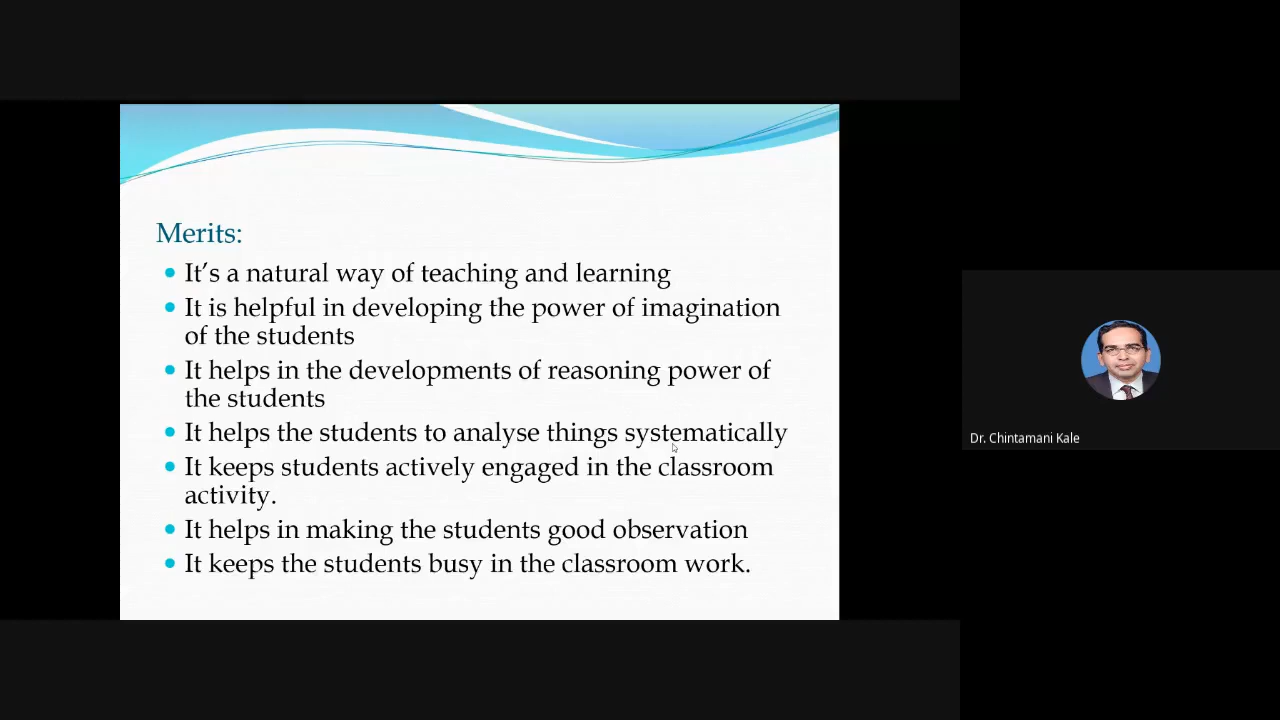 Merits:
It's a natural way of teaching and learning
It is helpful in developing the power of imagination
of the students
It helps in the developments of reasoning power of
the students
It helps the students to analyse things systematically
It keeps students actively engaged in the classroom
activity.
It helps in making the students good observation
It keeps the students busy in the classroom work.
Dr. Chintamani Kale